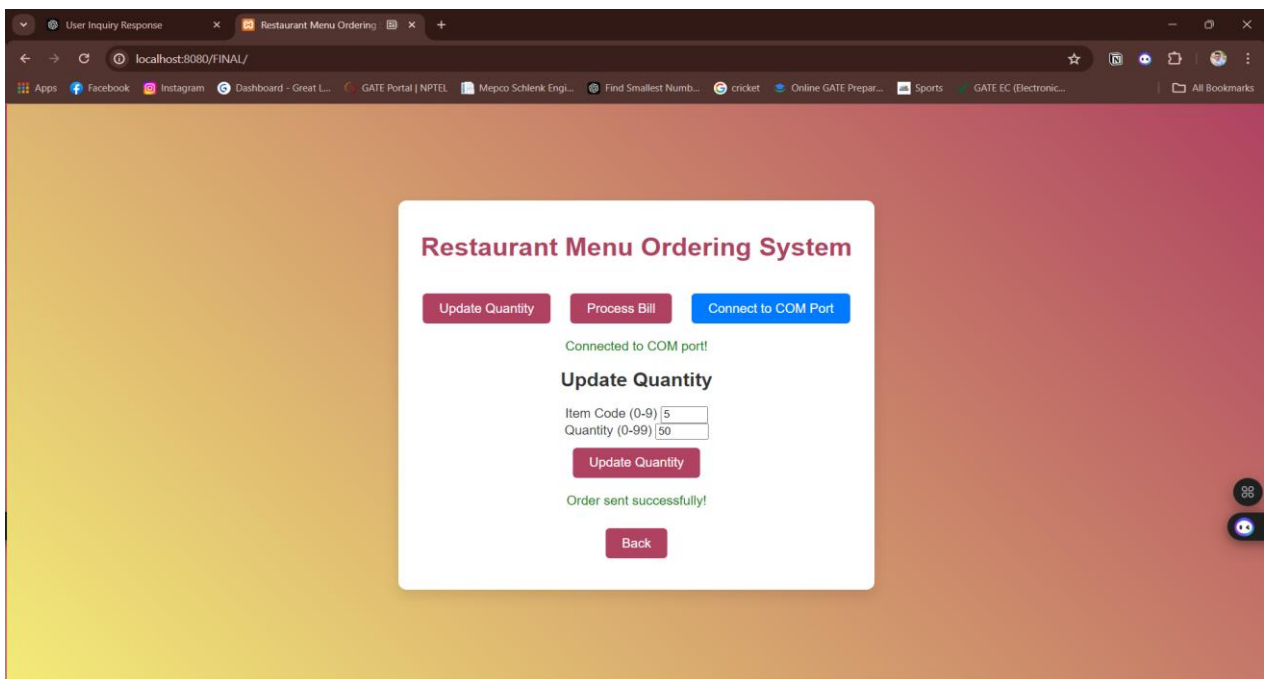 User Inquiry Response
Restaurant Menu Ordering
localhost:8080/FINAL/
Apps Facebook Instagram Dashboard - Great L... GATE Portal | NPTEL Mepco Schlenk Engi... Find Smallest Numb... cricket Online GATE Prepar... Sports GATE EC (Electronic... All Bookmarks
Restaurant Menu Ordering System
Update Quantity Process Bill Connect to COM Port
Connected to COM port!
Update Quantity
Item Code (0-9) 5
Quantity (0-99) 50
Update Quantity
Order sent successfully!
Back